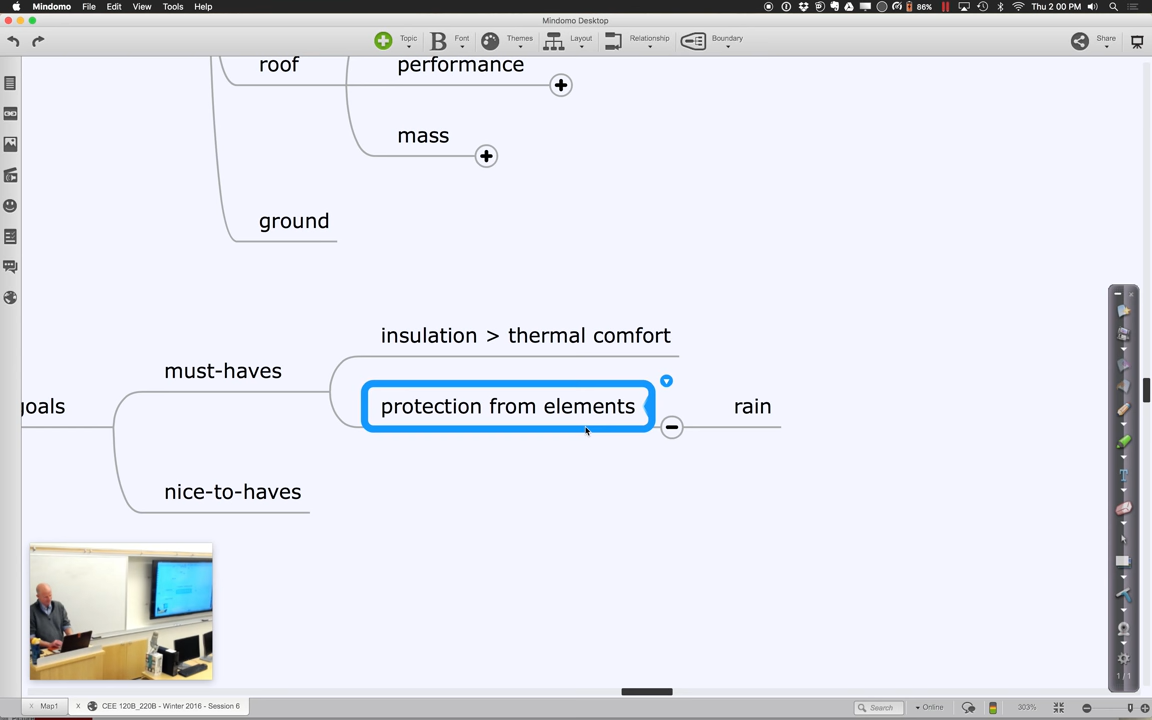 Mindomo File Edit View Tools Help 86% Thu 2 00 PM
Mindomo Desktop
Topic Font Themes Layout Relationship Boundary Share
roof
performance
mass
ground
insulation > thermal comfort
must-haves
goals
protection from elements
rain
nice-to-haves
1 / 1
Map1 CEE 120B_220B - Winter 2016 - Session 6 Search Online 303%